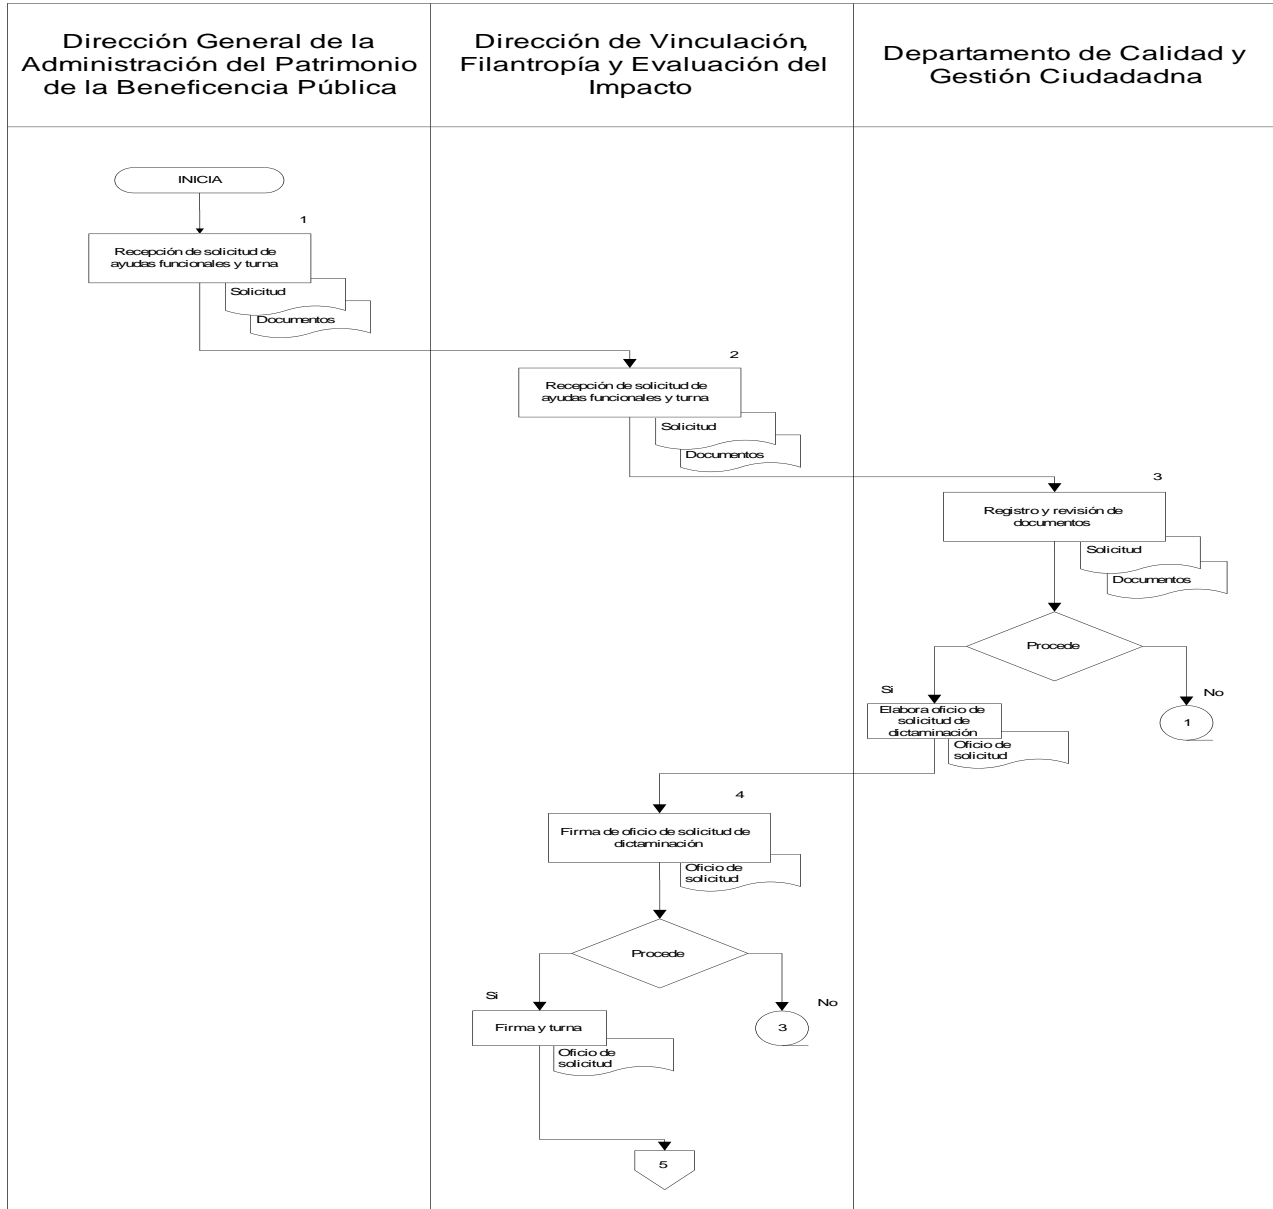 Dirección General de la
Administración del Patrimonio
de la Beneficencia Pública
Dirección de Vinculación,
Filantropía y Evaluación del
Impacto
Departamento de Calidad y
Gestión Ciudadadna
INICIA
1
Recepción de solicitud de
ayudas funcionales y turna
Solicitud
Documentos
2
Recepción de solicitud de
ayudas funcionales y turna
Solicitud
Documentos
3
Registro y revisión de
documentos
Solicitud
Documentos
Procede
Si
No
Elabora oficio de
solicitud de
dictaminación
1
Oficio de
solicitud
4
Firma de oficio de solicitud de
dictaminación
Oficio de
solicitud
Procede
Si
No
Firma y turna
3
Oficio de
solicitud
5